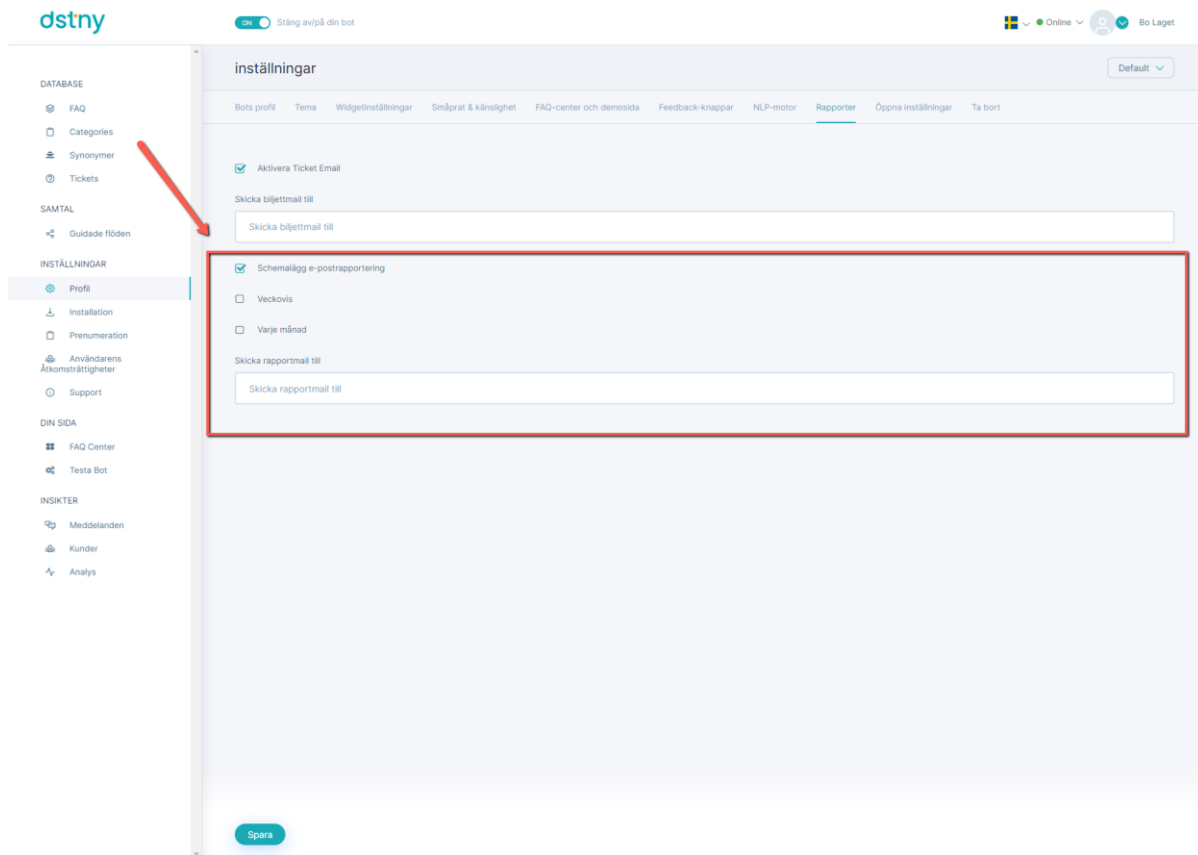 dstny
ON Stäng av/på din bot
Online
Bo Laget
DATABASE
FAQ
Categories
Synonymer
Tickets
SAMTAL
Guidade flöden
INSTÄLLNINGAR
Profil
Installation
Prenumeration
Användarens
Åtkomsträttigheter
Support
DIN SIDA
FAQ Center
Testa Bot
INSIKTER
Meddelanden
Kunder
Analys
inställningar
Default
Bots profil Tema Widgetinställningar Småprat & känslighet FAQ-center och demosida Feedback-knappar NLP-motor Rapporter Öppna inställningar Ta bort
Aktivera Ticket Email
Skicka biljettmail till
Skicka biljettmail till
Schemalägg e-postrapportering
Veckovis
Varje månad
Skicka rapportmail till
Skicka rapportmail till
Spara